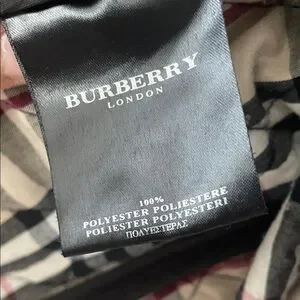 BURBERRY
LONDON
100%
POLYESTER POLIESTERE
POLIESTER POLYESTERI
ΠΟΛΥΕΣΤΕΡΑΣ